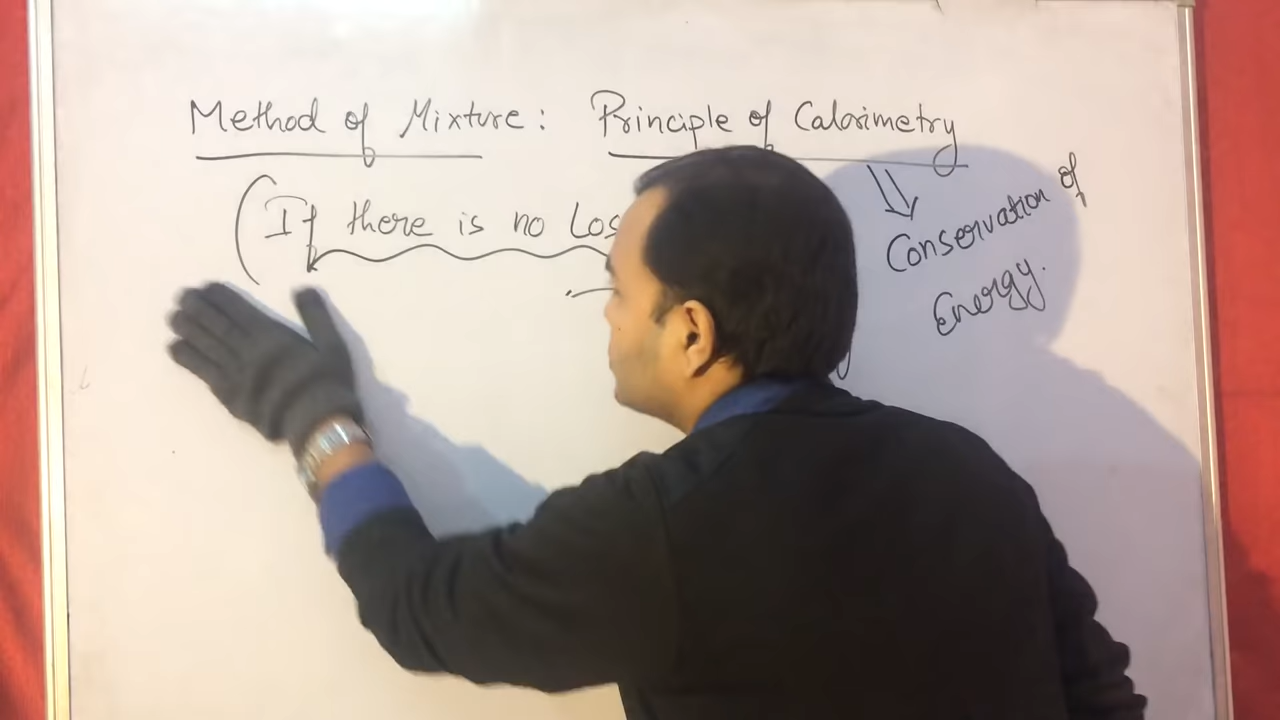 Method of Mixture: Principle of Calorimetry
(If there is no Los
Conservation of
Energy.